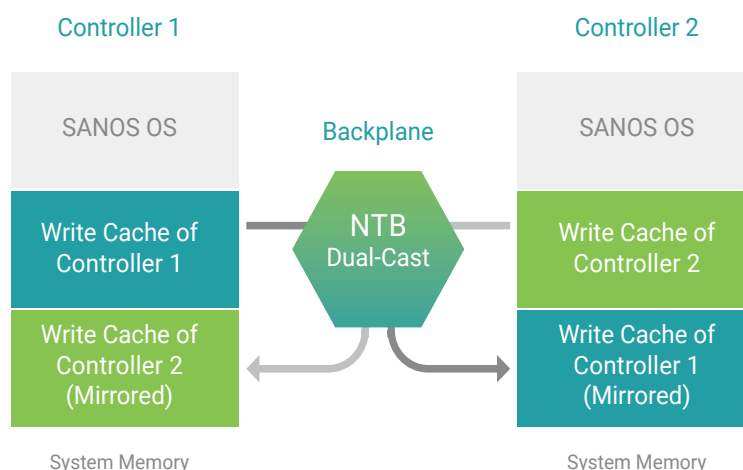 Controller 1
SANOS OS
Write Cache of
Controller 1
Write Cache of
Controller 2
(Mirrored)
System Memory
Backplane
NTB
Dual-Cast
Controller 2
SANOS OS
Write Cache of
Controller 2
Write Cache of
Controller 1
(Mirrored)
System Memory